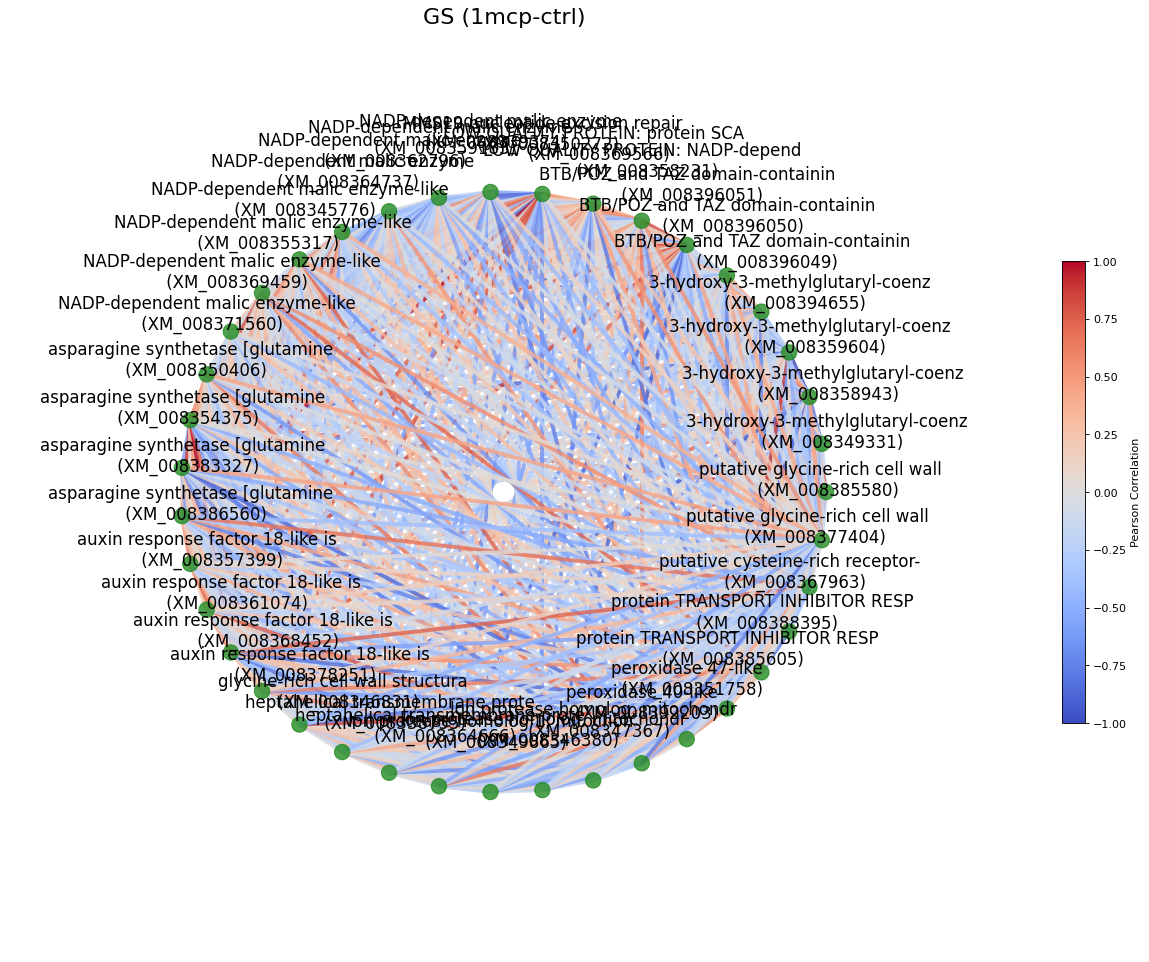 GS (1mcp-ctrl)
NADP-dependent malic enzyme
LOW QUALITY PROTEIN: protein SCA
(XM_008369566)
LOW QUALITY PROTEIN: NADP-depend
(XM_008358231)
NADP-dependent malic enzyme
(XM_008362796)
NADP-dependent malic enzyme
(XM_008364737)
NADP-dependent malic enzyme-like
(XM_008345776)
NADP-dependent malic enzyme-like
(XM_008355317)
NADP-dependent malic enzyme-like
(XM_008369459)
NADP-dependent malic enzyme-like
(XM_008371560)
asparagine synthetase [glutamine
(XM_008350406)
asparagine synthetase [glutamine
(XM_008354375)
asparagine synthetase [glutamine
(XM_008383327)
asparagine synthetase [glutamine
(XM_008386560)
auxin response factor 18-like is
(XM_008357399)
auxin response factor 18-like is
(XM_008361074)
auxin response factor 18-like is
(XM_008368452)
auxin response factor 18-like is
(XM_008378251)
glycine-rich cell wall structura
(XM_008346831)
heptahelical transmembrane prote
heptahelical transmembrane prote
(XM_008364666)
BTB/POZ and TAZ domain-containin
(XM_008396051)
BTB/POZ and TAZ domain-containin
(XM_008396050)
BTB/POZ and TAZ domain-containin
(XM_008396049)
3-hydroxy-3-methylglutaryl-coenz
(XM_008394655)
3-hydroxy-3-methylglutaryl-coenz
(XM_008359604)
3-hydroxy-3-methylglutaryl-coenz
(XM_008358943)
3-hydroxy-3-methylglutaryl-coenz
(XM_008349331)
putative glycine-rich cell wall
(XM_008385580)
putative glycine-rich cell wall
(XM_008377404)
putative cysteine-rich receptor-
(XM_008367963)
protein TRANSPORT INHIBITOR RESP
(XM_008388395)
protein TRANSPORT INHIBITOR RESP
(XM_008385605)
peroxidase 47-like
(XM_008351758)
peroxidase 40-like
(XM_008347367)
(XM_008346380)
1.00
0.75
0.50
0.25
0.00
−0.25
−0.50
−0.75
−1.00
Pearson Correlation